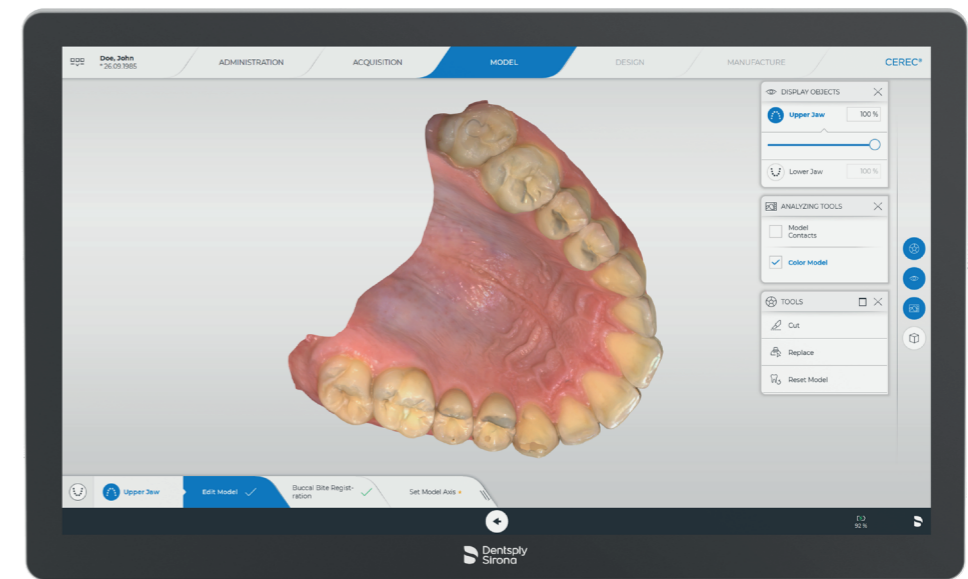 Doe, John
* 26.09.1985
ADMINISTRATION
ACQUISITION
MODEL
DESIGN
MANUFACTURE
CEREC®
DISPLAY OBJECTS
Upper Jaw
100 %
Lower Jaw
100 %
ANALYZING TOOLS
Model
Contacts
Color Model
TOOLS
Cut
Replace
Reset Model
Upper Jaw
Edit Model
Buccal Bite Regist-
ration
Set Model Axis
92 %
Dentsply
Sirona